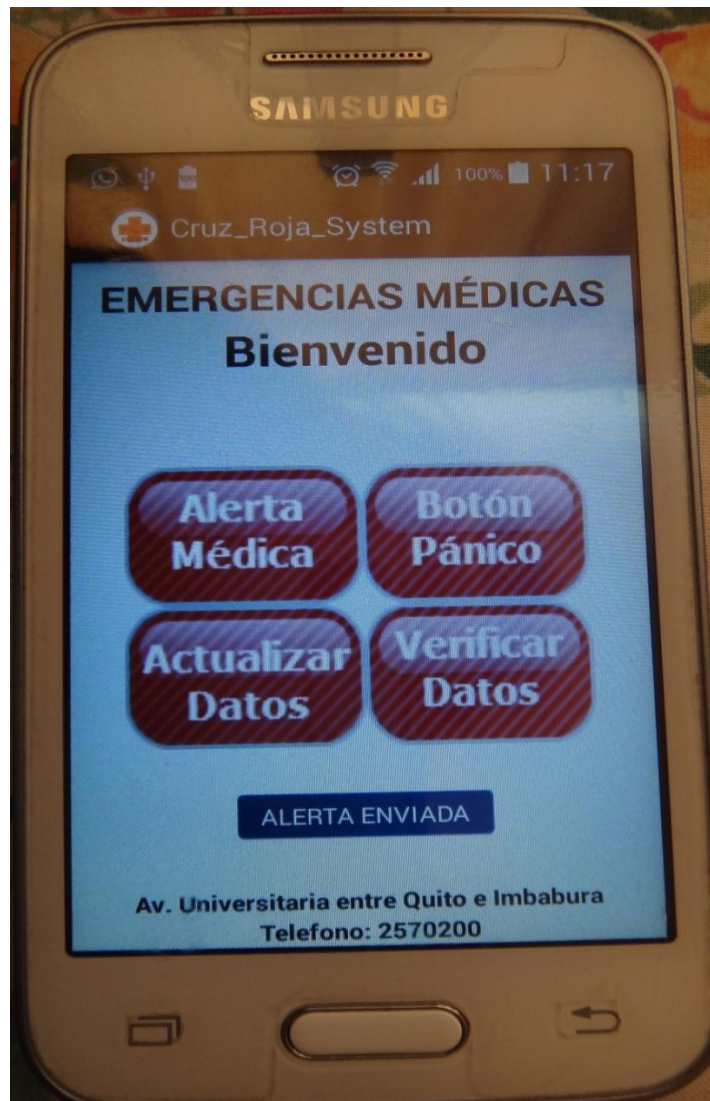 SAMSUNG
100 100% 11:17
Cruz_Roja_System
EMERGENCIAS MÉDICAS
Bienvenido
Alerta
Médica
Botón
Pánico
Actualizar
Datos
Verificar
Datos
ALERTA ENVIADA
Av. Universitaria entre Quito e Imbabura
Telefono: 2570200